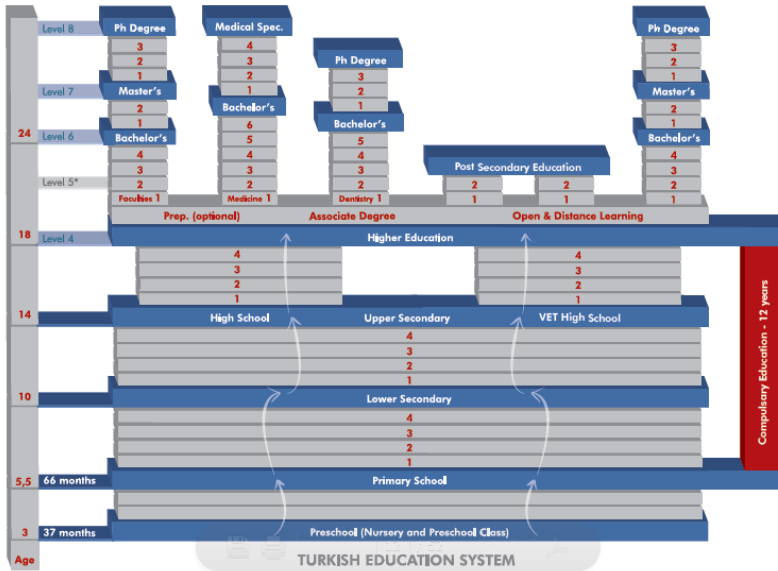 Level 8 Ph Degree Medical Spec. Ph Degree
3 4 3
2 3 Ph Degree 2
1 2 3 1
Level 7 Master's 1 2 Master's
2 Bachelor's 1 2
1 6 Bachelor's 1
24 Level 6 Bachelor's 5 5 Bachelor's
4 4 4 4
3 3 3 Post Secondary Education 3
Level 5* 2 2 2 2 2 2
Faculties 1 Medicine 1 Dentistry 1 1 1 1
Prep. (optional) Associate Degree Open & Distance Learning
18 Level 4 Higher Education
4 4
3 3
2 2
1 1
14 High School Upper Secondary VET High School
4
3
2
1
10 Lower Secondary
4
3
2
1
5,5 66 months Primary School
3 37 months Preschool (Nursery and Preschool Class)
Age TURKISH EDUCATION SYSTEM
Compulsary Education - 12 years